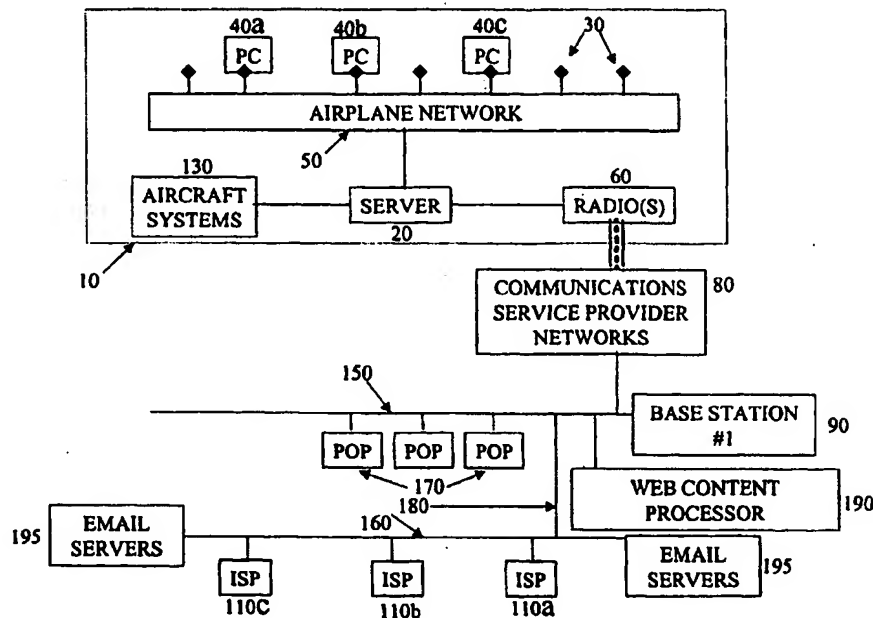 40a 40b 40c 30
PC PC PC
AIRPLANE NETWORK
50
130 60
AIRCRAFT
SYSTEMS
SERVER
RADIO(S)
20
10
COMMUNICATIONS
SERVICE PROVIDER
NETWORKS
80
150
BASE STATION
#1
90
POP POP POP
170
180
WEB CONTENT
PROCESSOR
190
160
195
EMAIL
SERVERS
EMAIL
SERVERS
195
ISP ISP ISP
110c 110b 110a